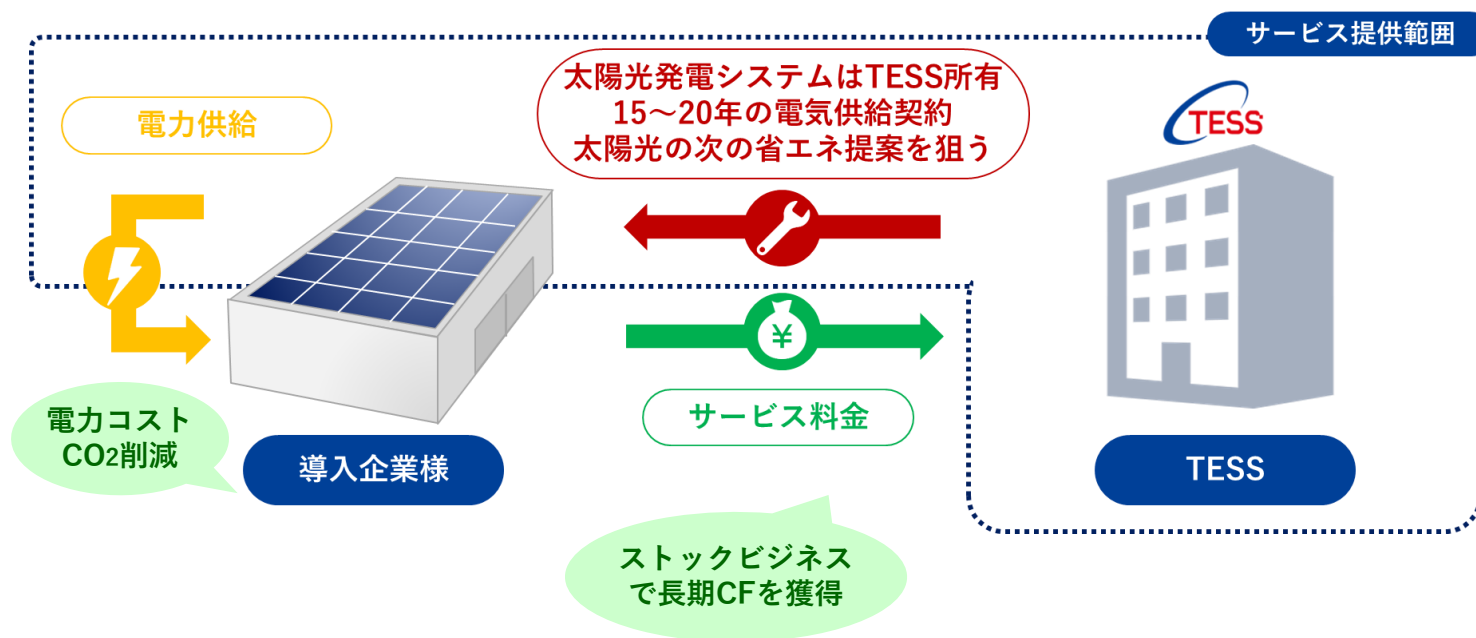 サービス提供範囲
太陽光発電システムはTESS所有
15～20年の電気供給契約
太陽光の次の省エネ提案を狙う
電力供給
TESS
¥
サービス料金
電力コスト
CO2削減
導入企業様
TESS
ストックビジネス
で長期CFを獲得